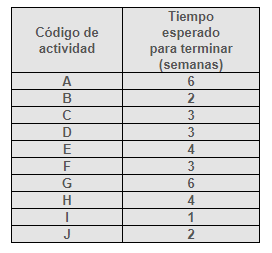 Código de actividad	Tiempo esperado para terminar (semanas)
A	6
B	2
C	3
D	3
E	4
F	3
G	6
H	4
I	1
J	2